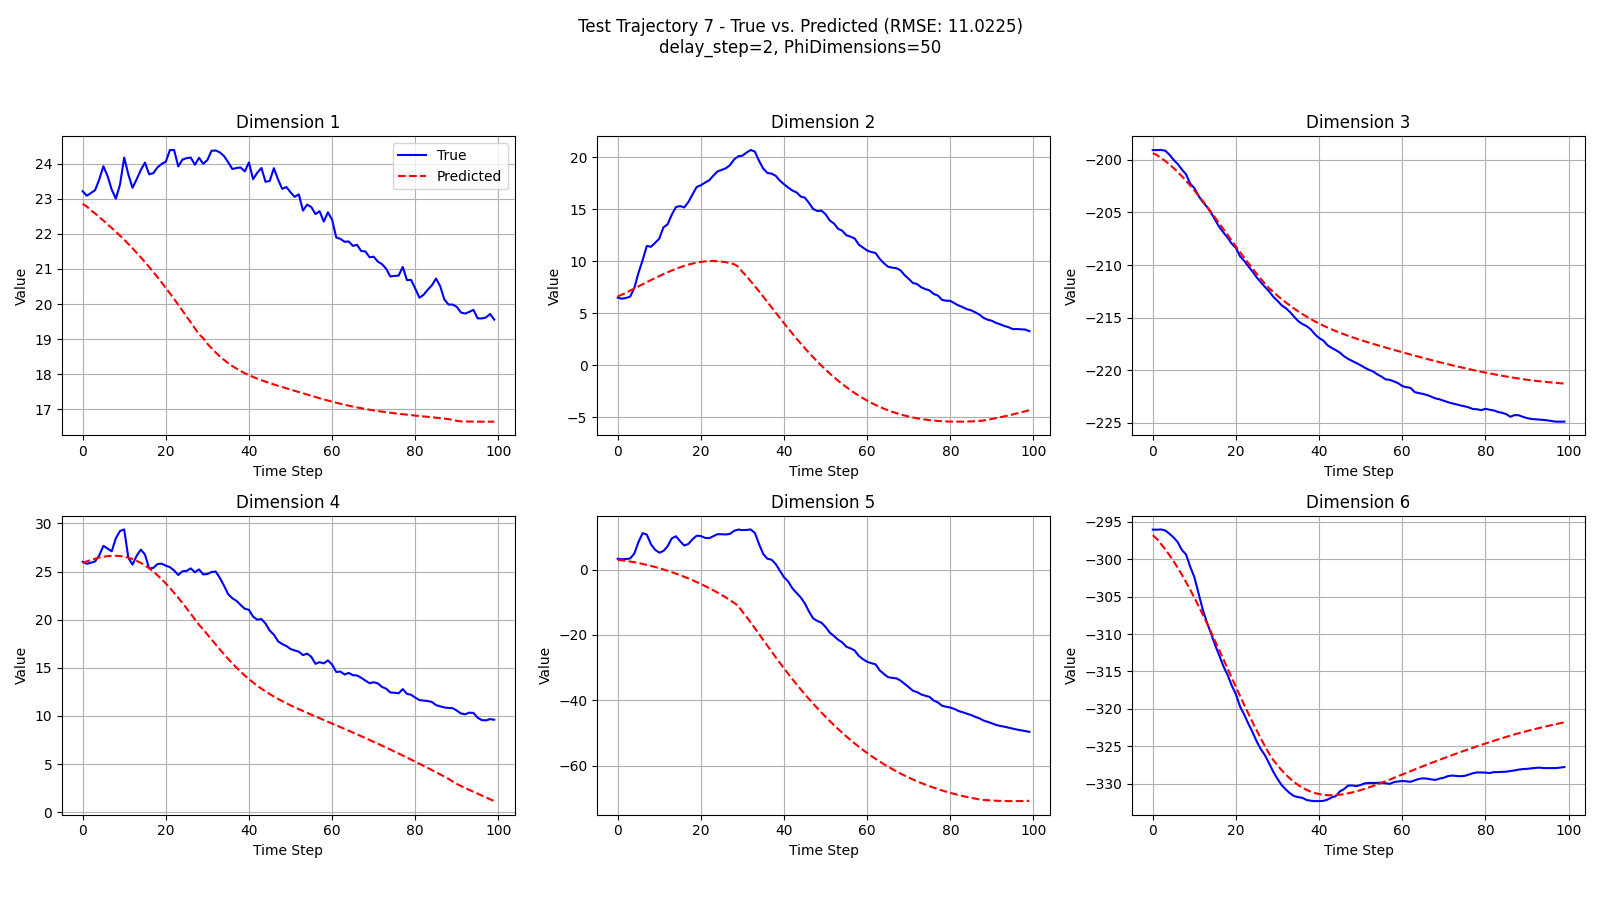 Test Trajectory 7 - True vs. Predicted (RMSE: 11.0225)
delay_step=2, PhiDimensions=50
Dimension 1
Value
24
23
22
21
20
19
18
17
0 20 40 60 80 100
Time Step
True
Predicted
Dimension 2
Value
20
15
10
5
0
−5
0 20 40 60 80 100
Time Step
Dimension 3
Value
−200
−205
−210
−215
−220
−225
0 20 40 60 80 100
Time Step
Dimension 4
Value
30
25
20
15
10
5
0
0 20 40 60 80 100
Time Step
Dimension 5
Value
0
−20
−40
−60
0 20 40 60 80 100
Time Step
Dimension 6
Value
−295
−300
−305
−310
−315
−320
−325
−330
0 20 40 60 80 100
Time Step